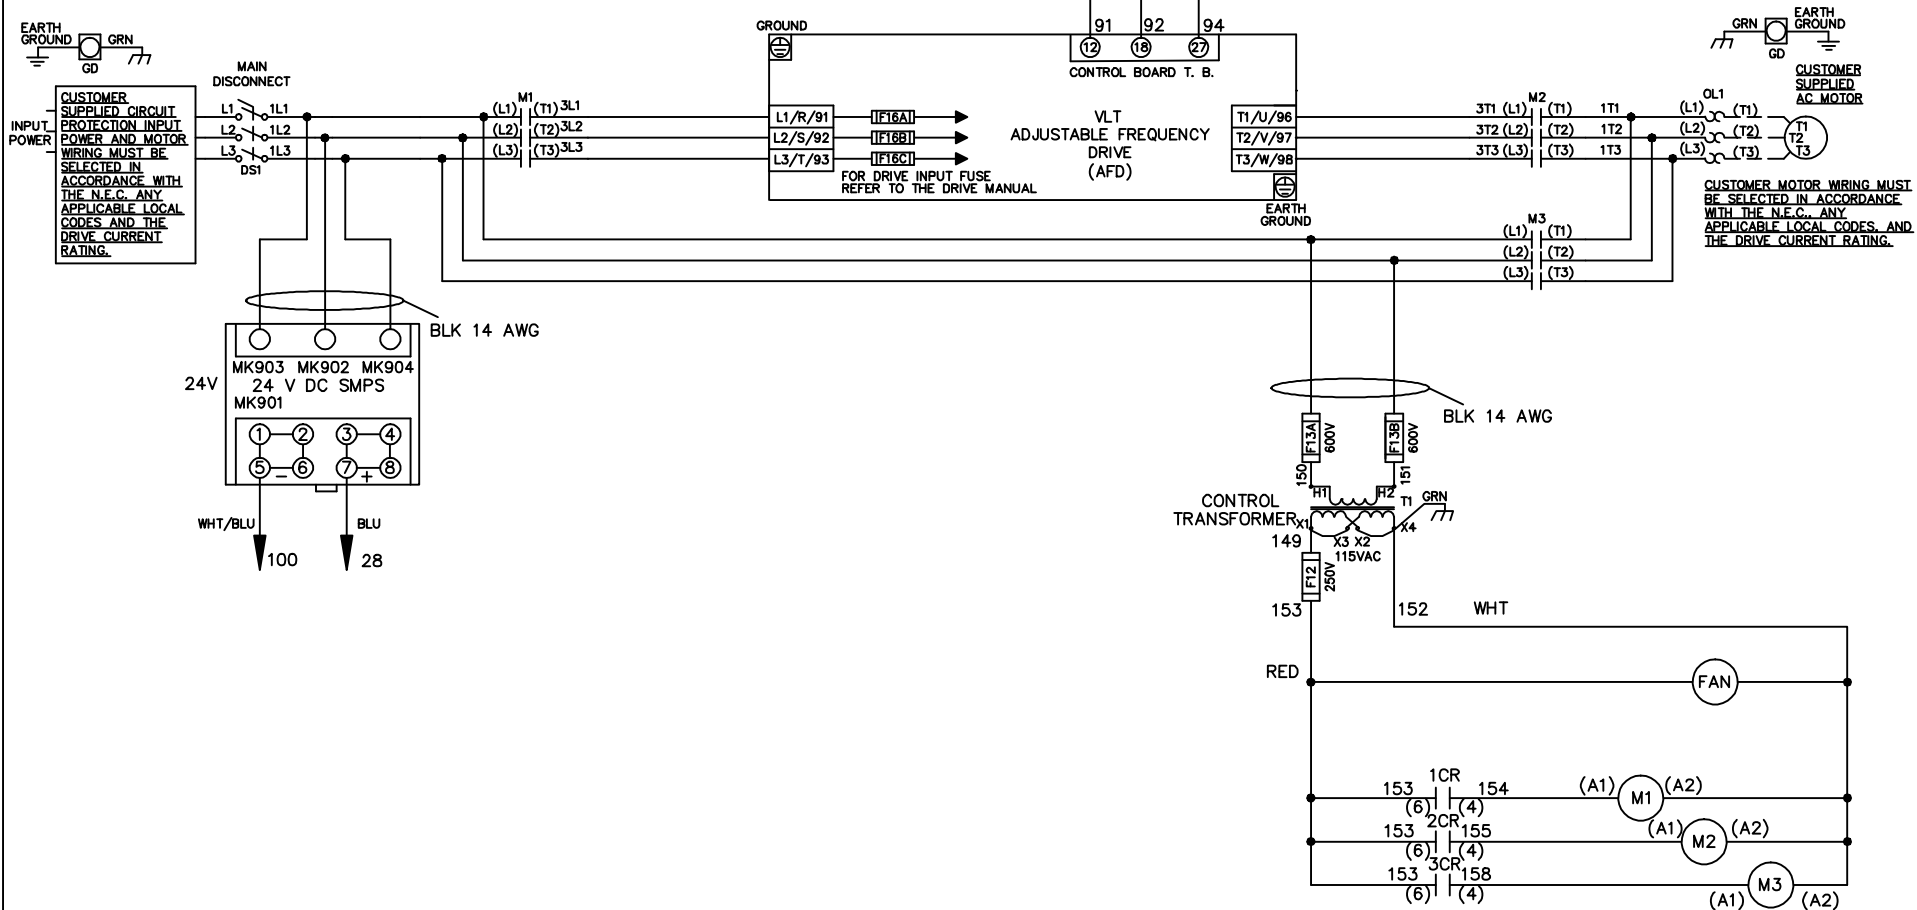 EARTH
GROUND
GRN
GD
INPUT
POWER
CUSTOMER
SUPPLIED CIRCUIT
PROTECTION INPUT
POWER AND MOTOR
WIRING MUST BE
SELECTED IN
ACCORDANCE WITH
THE N.E.C. ANY
APPLICABLE LOCAL
CODES AND THE
DRIVE CURRENT
RATING.
MAIN
DISCONNECT
L1 1L1
L2 1L2
L3 1L3
DS1
M1
(L1) (T1) 3L1
(L2) (T2) 3L2
(L3) (T3) 3L3
GROUND
91 92 94
12 18 27
CONTROL BOARD T. B.
L1/R/91 F16A
L2/S/92 F16B
L3/T/93 F16C
FOR DRIVE INPUT FUSE
REFER TO THE DRIVE MANUAL
VLT
ADJUSTABLE FREQUENCY
DRIVE
(AFD)
T1/U/96
T2/V/97
T3/W/98
EARTH
GROUND
M2
3T1 (L1) (T1) 1T1
3T2 (L2) (T2) 1T2
3T3 (L3) (T3) 1T3
M3
(L1) (T1)
(L2) (T2)
(L3) (T3)
OL1
(L1) (T1)
(L2) (T2)
(L3) (T3)
T1
T2
T3
EARTH
GROUND
GRN
GD
CUSTOMER
SUPPLIED
AC MOTOR
CUSTOMER MOTOR WIRING MUST
BE SELECTED IN ACCORDANCE
WITH THE N.E.C., ANY
APPLICABLE LOCAL CODES, AND
THE DRIVE CURRENT RATING.
BLK 14 AWG
MK903 MK902 MK904
24V
24 V DC SMPS
MK901
1 2 3 4
5 6 7 8
− +
WHT/BLU
BLU
100
28
BLK 14 AWG
F13A
600V
F13B
600V
150
151
H1 H2
T1
GRN
CONTROL
TRANSFORMER
X1 X3 X2 X4
115VAC
149
F12
250V
153
152
WHT
RED
FAN
1CR
153 154
(6) (4)
(A1) M1 (A2)
2CR
153 155
(6) (4)
(A1) M2 (A2)
3CR
153 158
(6) (4)
(A1) M3 (A2)